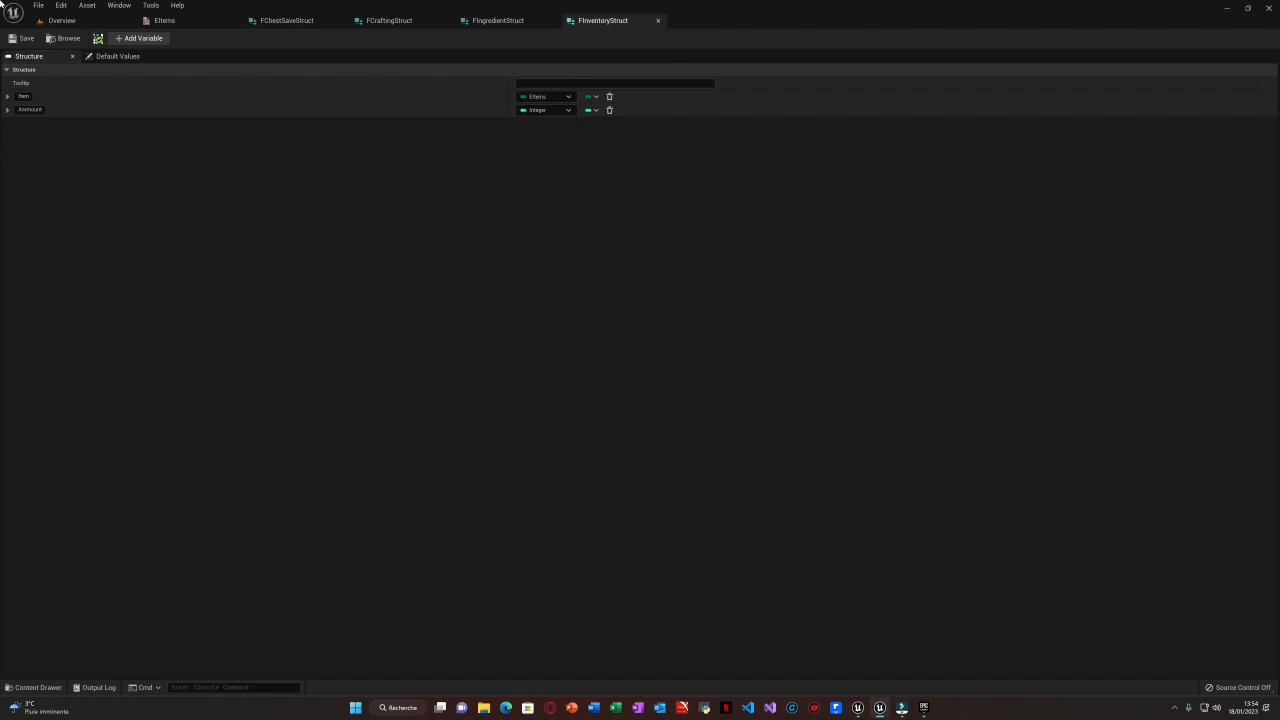 File Edit Asset Window Tools Help
Overview EItems FChestSaveStruct FCraftingStruct FIngredientStruct FInventoryStruct
Save Browse Add Variable
Structure Default Values
Structure
Tooltip
Item EItems
Ammount Integer
Content Drawer Output Log Cmd Enter Console Command Source Control Off
3°C
Pluie imminente
Recherche
13:54
18/01/2023